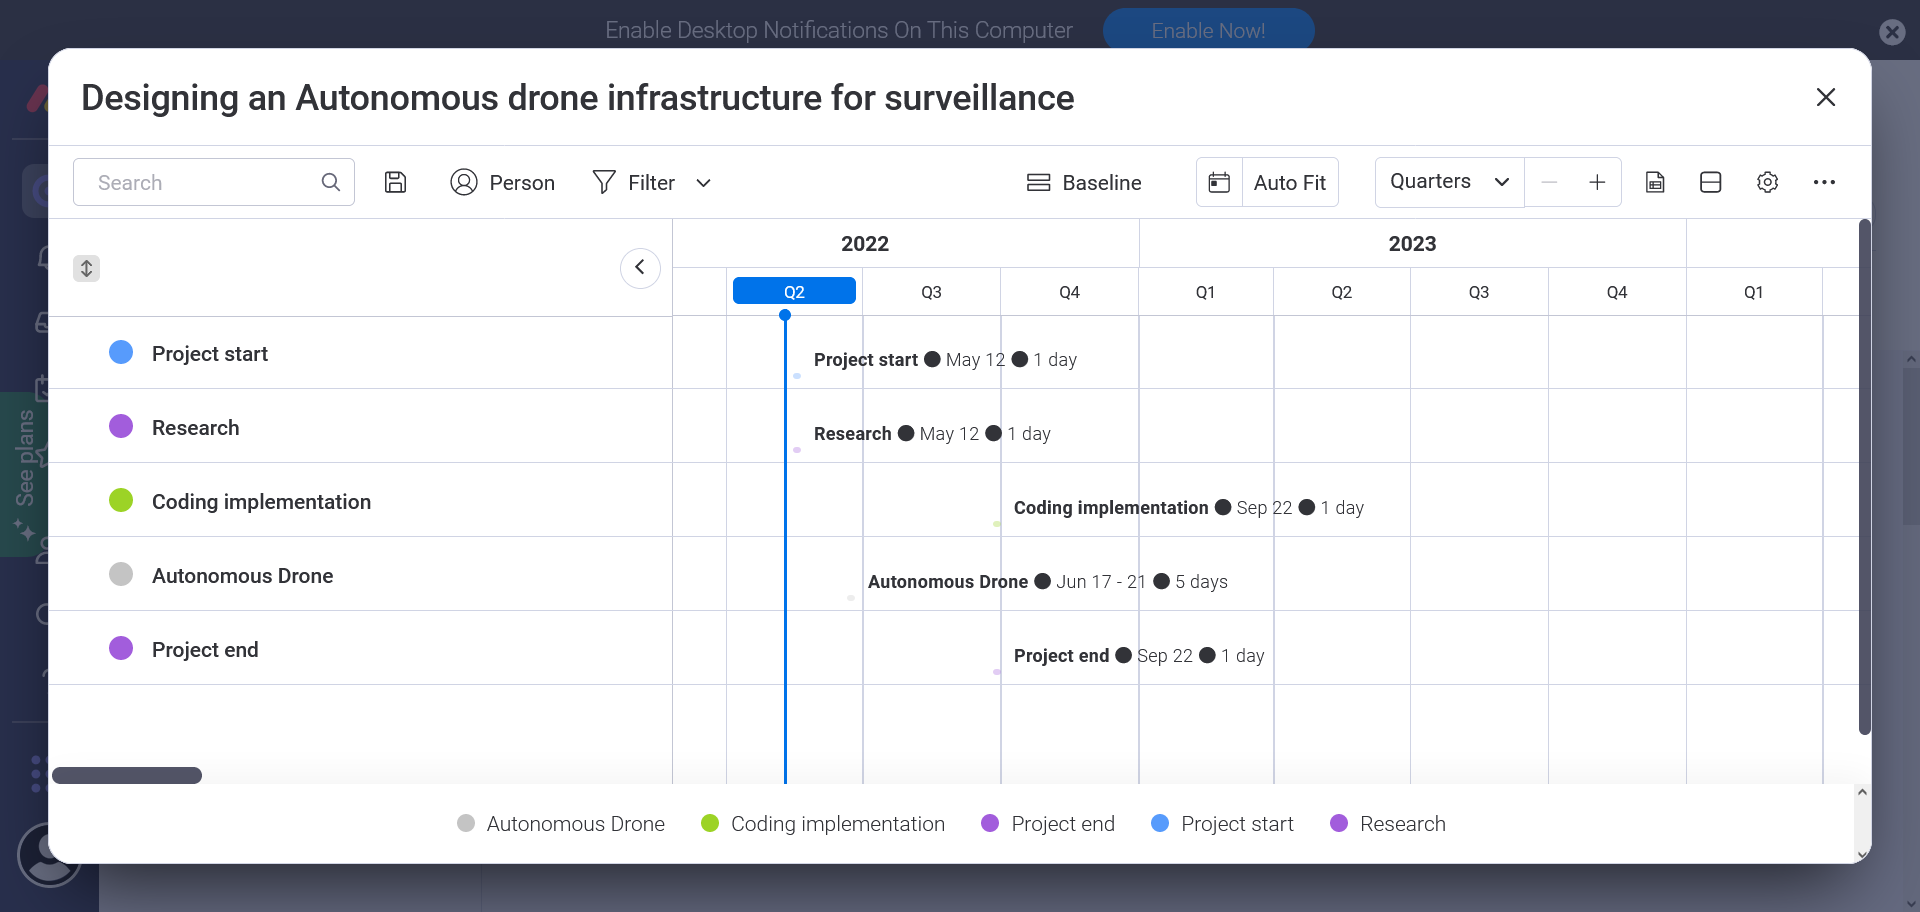 Enable Desktop Notifications On This Computer
Enable Now!
Designing an Autonomous drone infrastructure for surveillance
Search
Person
Filter
Baseline
Auto Fit
Quarters
2022
2023
Q2
Q3
Q4
Q1
Q2
Q3
Q4
Q1
Project start
Project start ● May 12 ● 1 day
Research
Research ● May 12 ● 1 day
See plans
Coding implementation
Coding implementation ● Sep 22 ● 1 day
Autonomous Drone
Autonomous Drone ● Jun 17 - 21 ● 5 days
Project end
Project end ● Sep 22 ● 1 day
Autonomous Drone
Coding implementation
Project end
Project start
Research